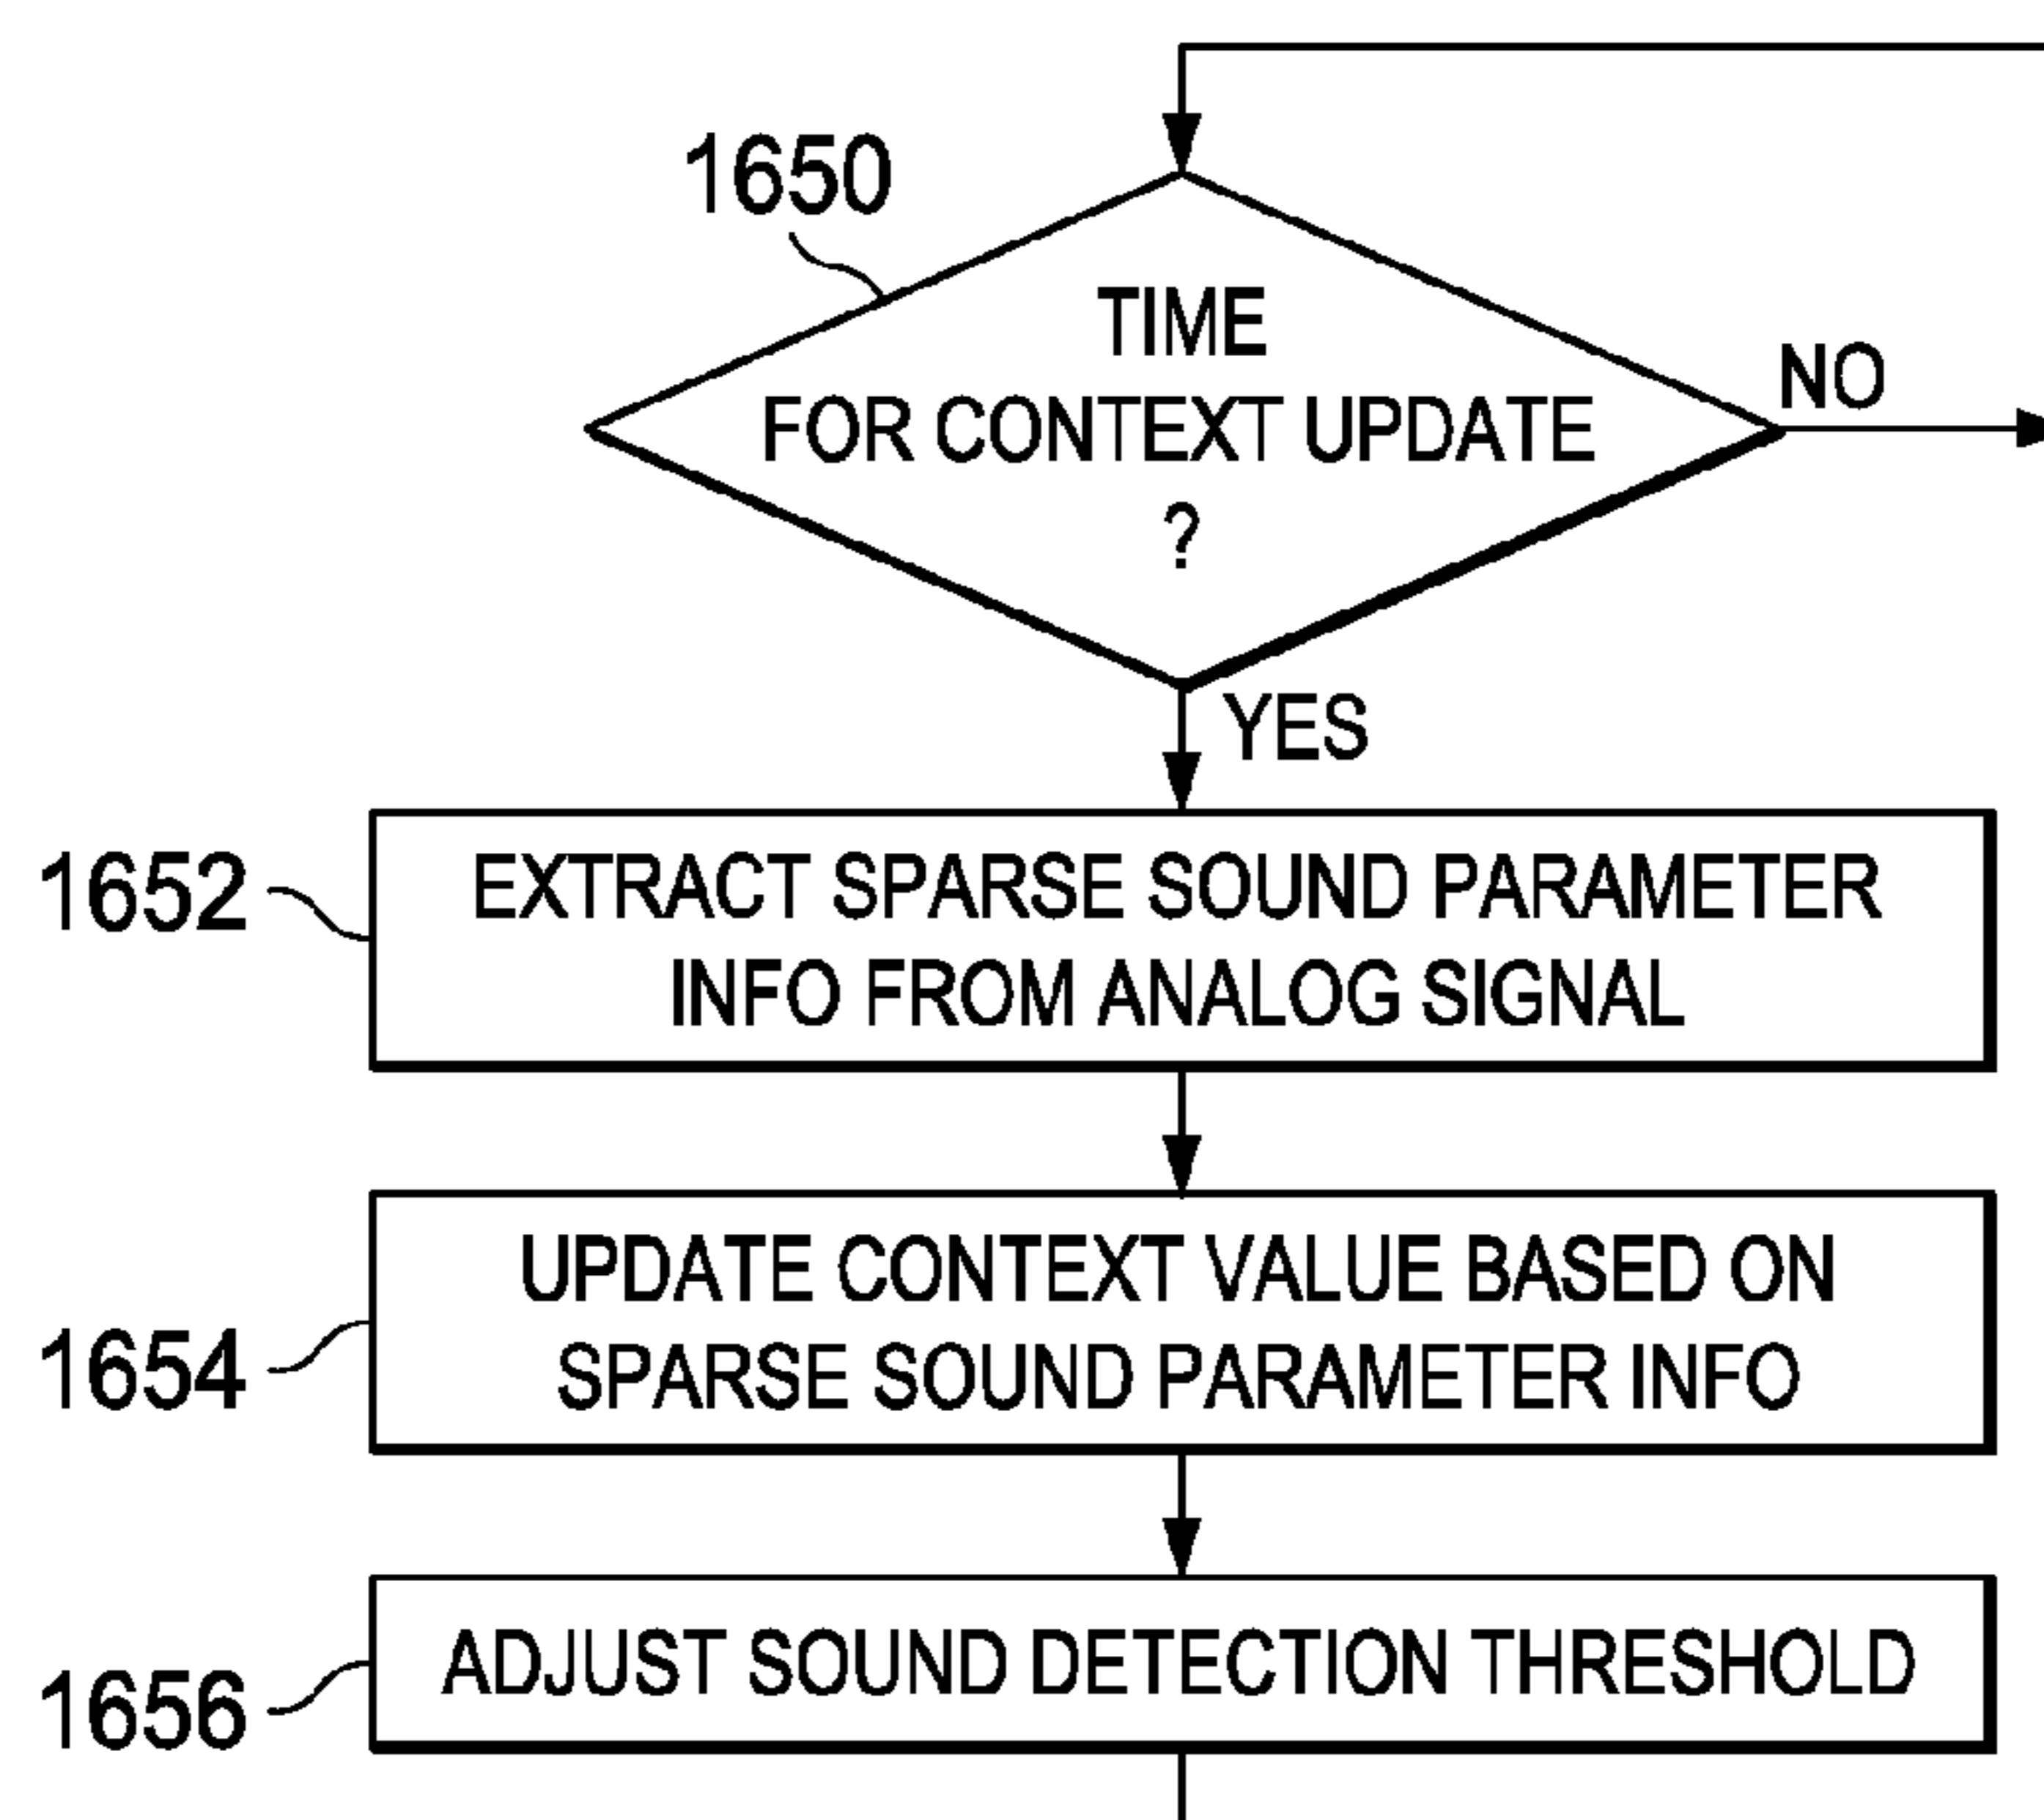 1650
TIME
FOR CONTEXT UPDATE
?
NO
YES
1652
EXTRACT SPARSE SOUND PARAMETER
INFO FROM ANALOG SIGNAL
1654
UPDATE CONTEXT VALUE BASED ON
SPARSE SOUND PARAMETER INFO
1656
ADJUST SOUND DETECTION THRESHOLD